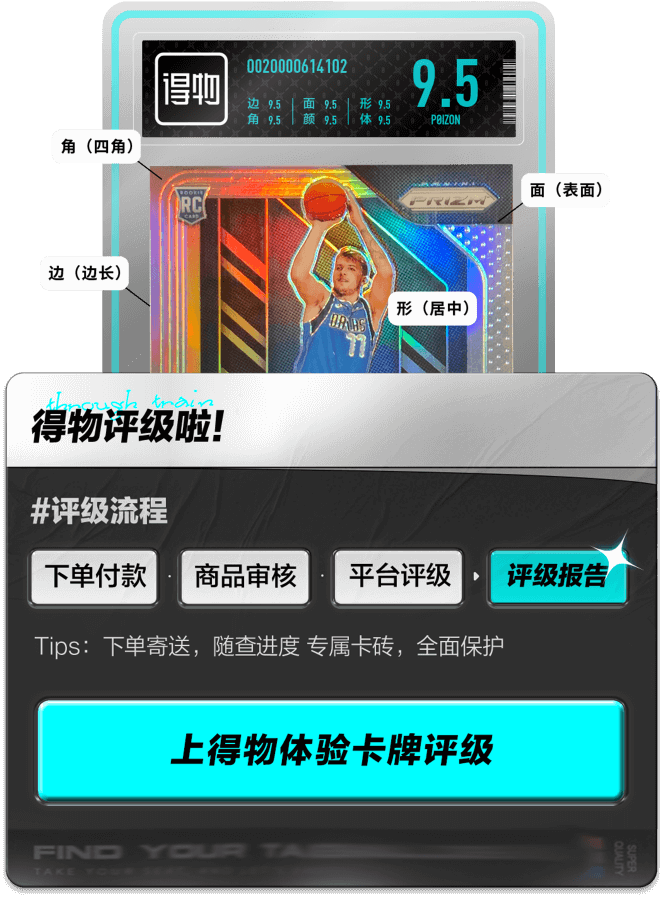 得物
0020000614102
9.5
POIZON
边 9.5 面 9.5 形 9.5
角 9.5 颜 9.5 体 9.5
角（四角）
ROOKIE
RC
CARD
PANINI
PRIZM
面（表面）
边（边长）
形（居中）
DALLAS
77
through train
得物评级啦!
#评级流程
下单付款 · 商品审核 · 平台评级 评级报告
Tips：下单寄送，随查进度 专属卡砖，全面保护
上得物体验卡牌评级
FIND YOUR TA
SUPER
QUALITY